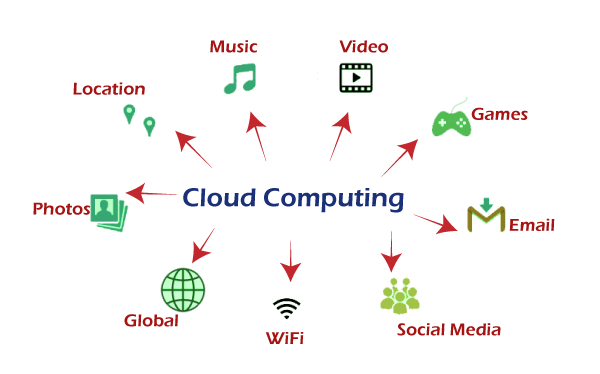 Music
Video
Location
Games
Cloud Computing
Photos
Email
Global
WiFi
Social Media